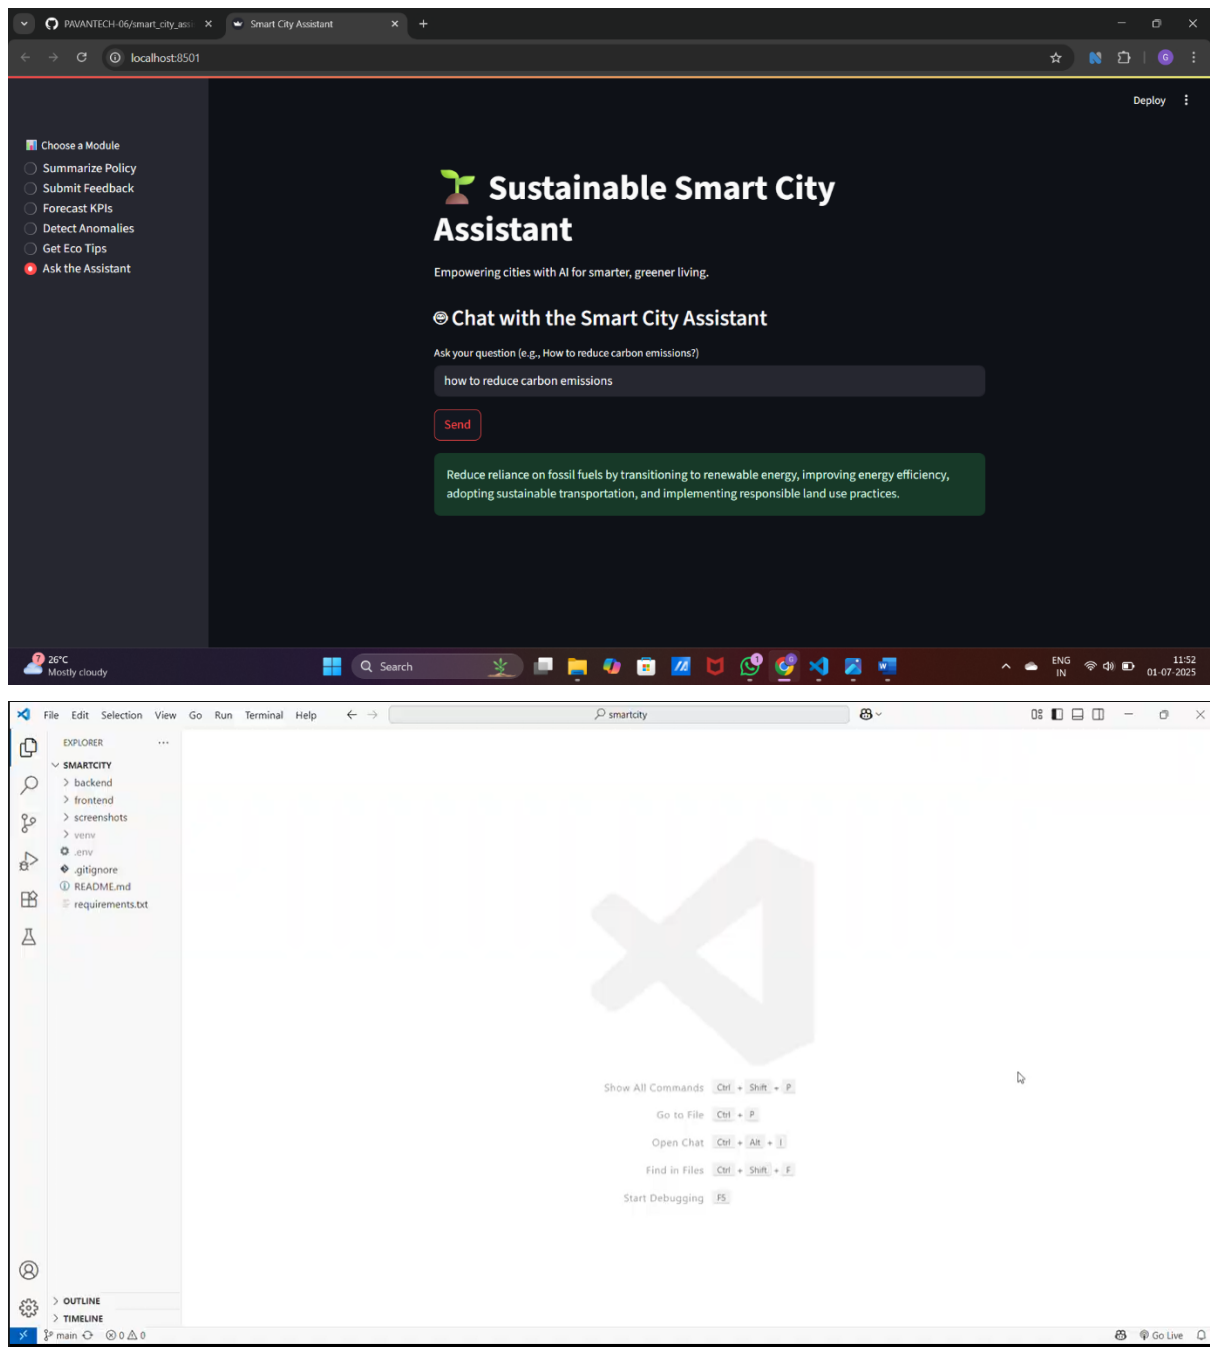 PAVANTECH-06/smart_city_ass
Smart City Assistant
localhost:8501
G
Deploy
Choose a Module
Summarize Policy
Submit Feedback
Forecast KPIs
Detect Anomalies
Get Eco Tips
Ask the Assistant
Sustainable Smart City
Assistant
Empowering cities with AI for smarter, greener living.
Chat with the Smart City Assistant
Ask your question (e.g., How to reduce carbon emissions?)
how to reduce carbon emissions
Send
Reduce reliance on fossil fuels by transitioning to renewable energy, improving energy efficiency,
adopting sustainable transportation, and implementing responsible land use practices.
7
26°C
Mostly cloudy
Search
1
ENG
IN
11:52
01-07-2025
File Edit Selection View Go Run Terminal Help
smartcity
EXPLORER
SMARTCITY
backend
frontend
screenshots
venv
.env
.gitignore
README.md
requirements.txt
Show All Commands Ctrl + Shift + P
Go to File Ctrl + P
Open Chat Ctrl + Alt + I
Find in Files Ctrl + Shift + F
Start Debugging F5
OUTLINE
TIMELINE
main 0 0
Go Live